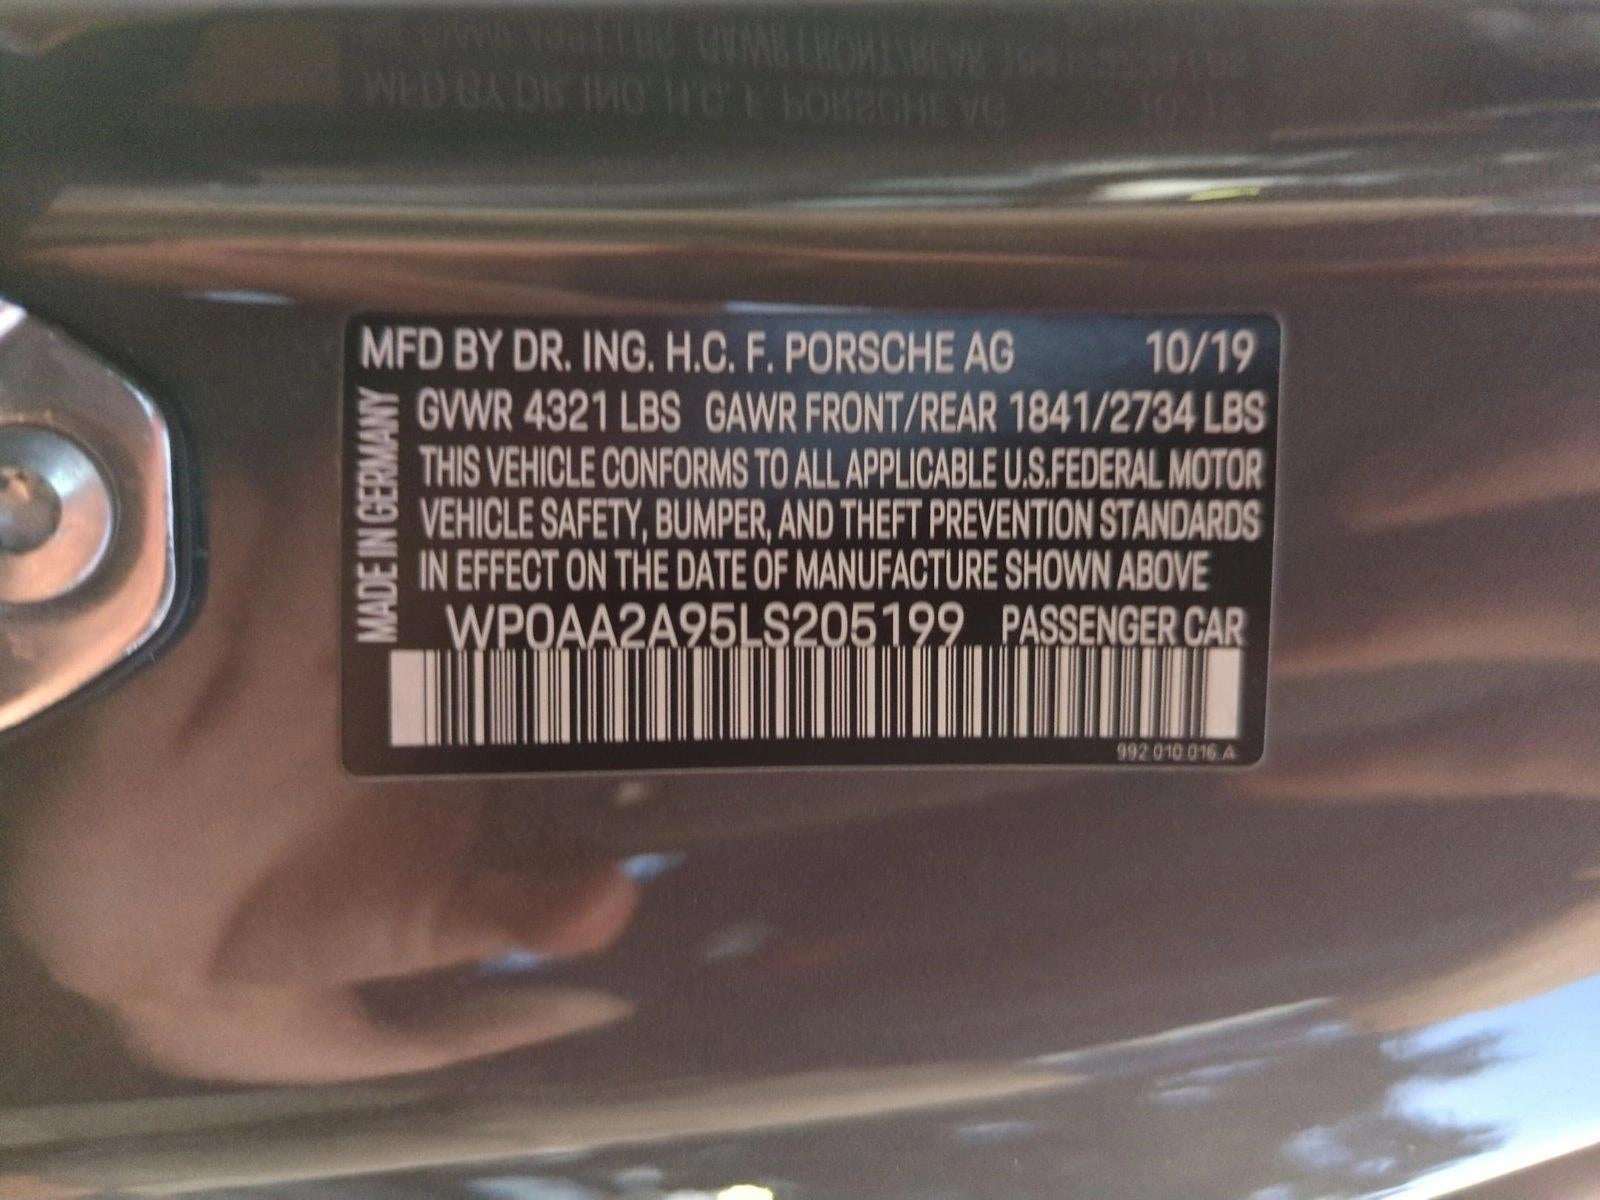 MFD BY DR. ING. H.C. F. PORSCHE AG 10/19
GVWR 4321 LBS GAWR FRONT/REAR 1841/2734 LBS
THIS VEHICLE CONFORMS TO ALL APPLICABLE U.S.FEDERAL MOTOR
VEHICLE SAFETY, BUMPER, AND THEFT PREVENTION STANDARDS
IN EFFECT ON THE DATE OF MANUFACTURE SHOWN ABOVE
WP0AA2A95LS205199 PASSENGER CAR
992.010.016.A
MADE IN GERMANY